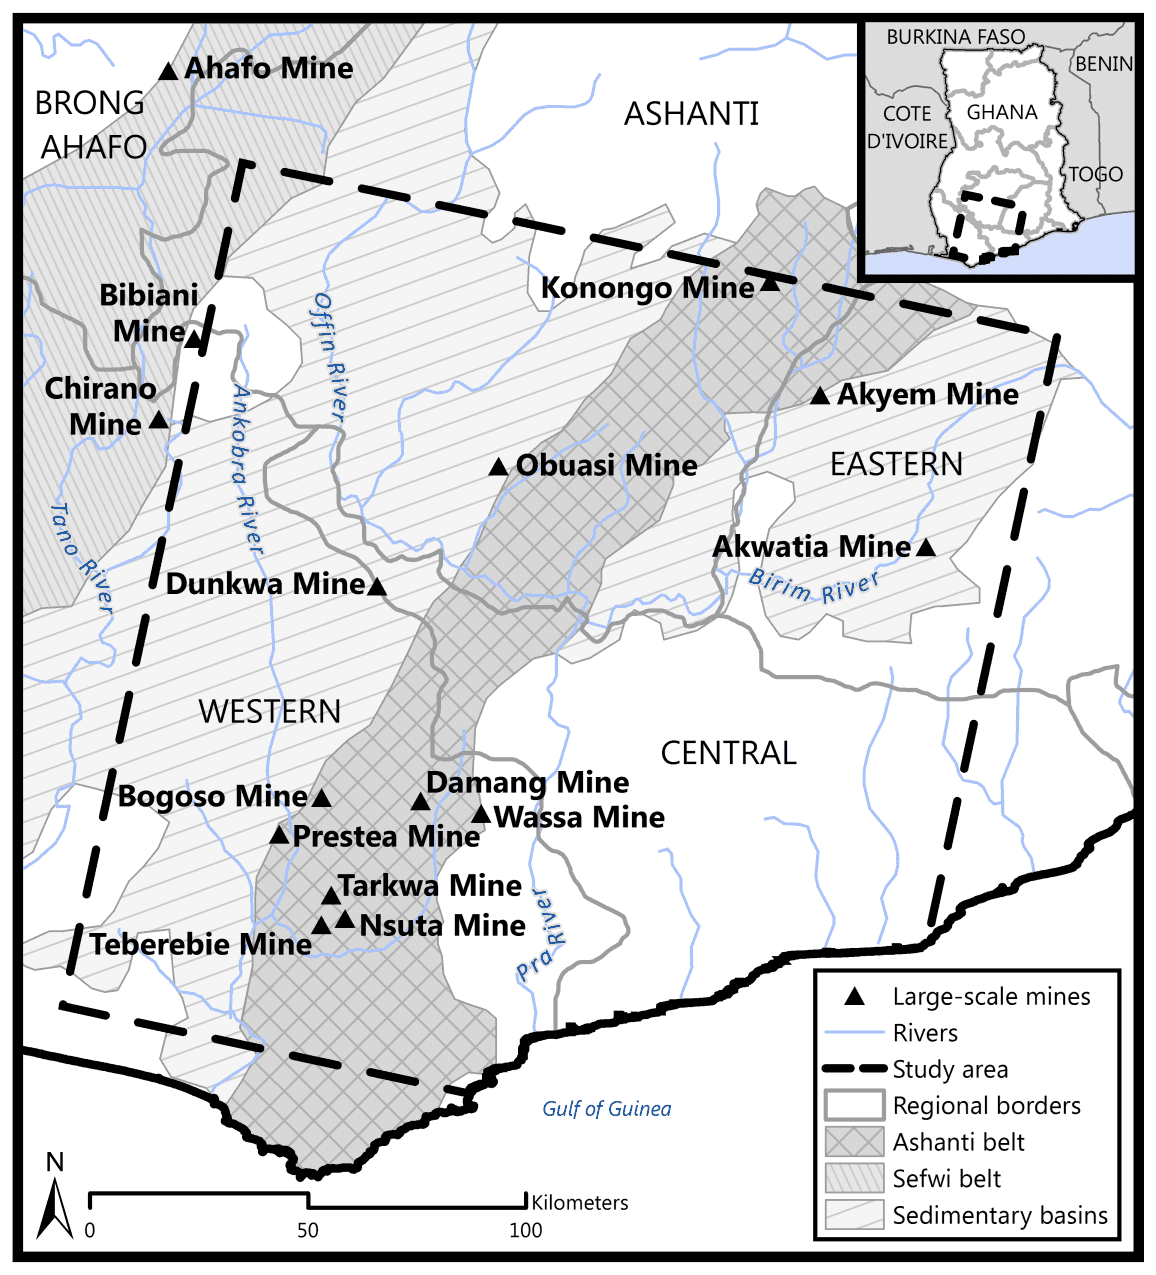 Ahafo Mine
BRONG
AHAFO
ASHANTI
BURKINA FASO
BENIN
COTE
D'IVOIRE
GHANA
TOGO
Konongo Mine
Bibiani
Mine
Offin River
Chirano
Mine
Ankobra River
Akyem Mine
Obuasi Mine
EASTERN
Tano River
Akwatia Mine
Birim River
Dunkwa Mine
WESTERN
CENTRAL
Damang Mine
Bogoso Mine
Wassa Mine
Prestea Mine
Tarkwa Mine
Nsuta Mine
Teberebie Mine
Pra River
Gulf of Guinea
Large-scale mines
Rivers
Study area
Regional borders
Ashanti belt
Sefwi belt
Sedimentary basins
N
Kilometers
0 50 100